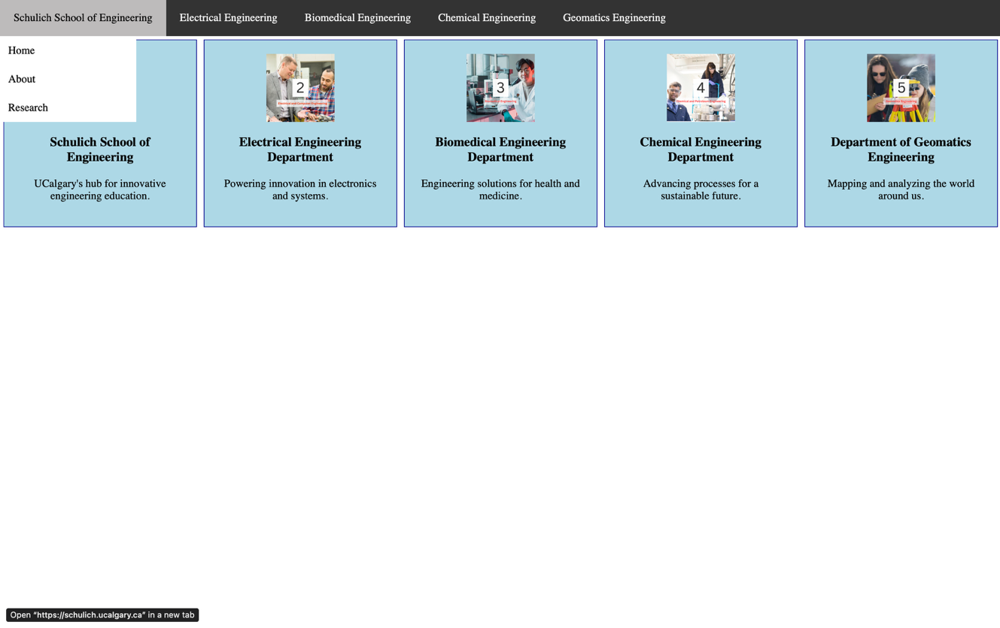 Schulich School of Engineering Electrical Engineering Biomedical Engineering Chemical Engineering Geomatics Engineering
Home
About
Research
Schulich School of
Engineering
UCalgary's hub for innovative
engineering education.
2
Electrical and Computer Engineering
Electrical Engineering
Department
Powering innovation in electronics
and systems.
3
Biomedical Engineering
Biomedical Engineering
Department
Engineering solutions for health and
medicine.
4
Chemical and Petroleum Engineering
Chemical Engineering
Department
Advancing processes for a
sustainable future.
5
Geomatics Engineering
Department of Geomatics
Engineering
Mapping and analyzing the world
around us.
Open “https://schulich.ucalgary.ca” in a new tab